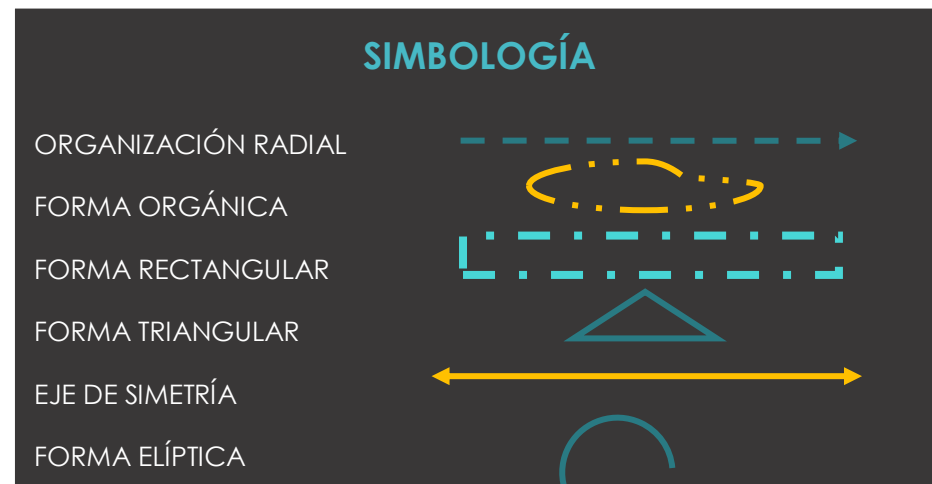 SIMBOLOGÍA
ORGANIZACIÓN RADIAL
FORMA ORGÁNICA
FORMA RECTANGULAR
FORMA TRIANGULAR
EJE DE SIMETRÍA
FORMA ELÍPTICA